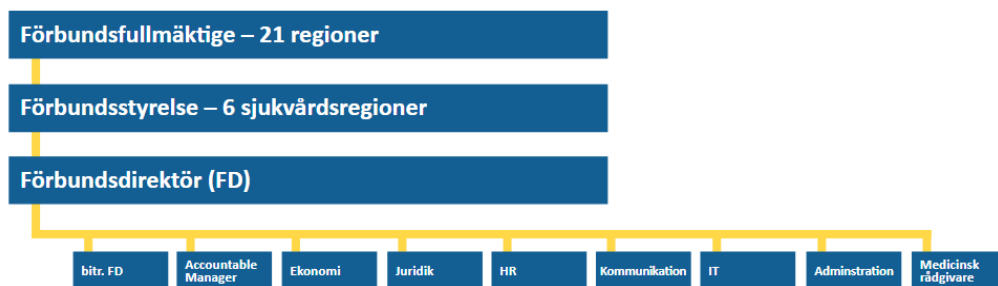 Förbundsfullmäktige – 21 regioner
Förbundsstyrelse – 6 sjukvårdsregioner
Förbundsdirektör (FD)
bitr. FD
Accountable
Manager
Ekonomi
Juridik
HR
Kommunikation
IT
Adminstration
Medicinsk
rådgivare